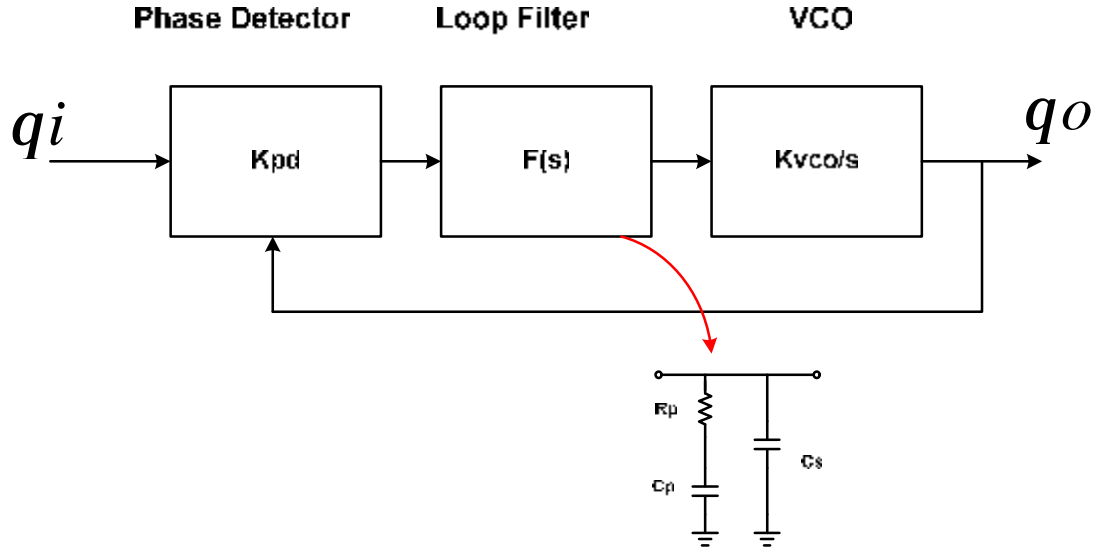 Phase Detector Loop Filter VCO
qi Kpd F(s) Kvco/s qo
Rp
Cs
Cp